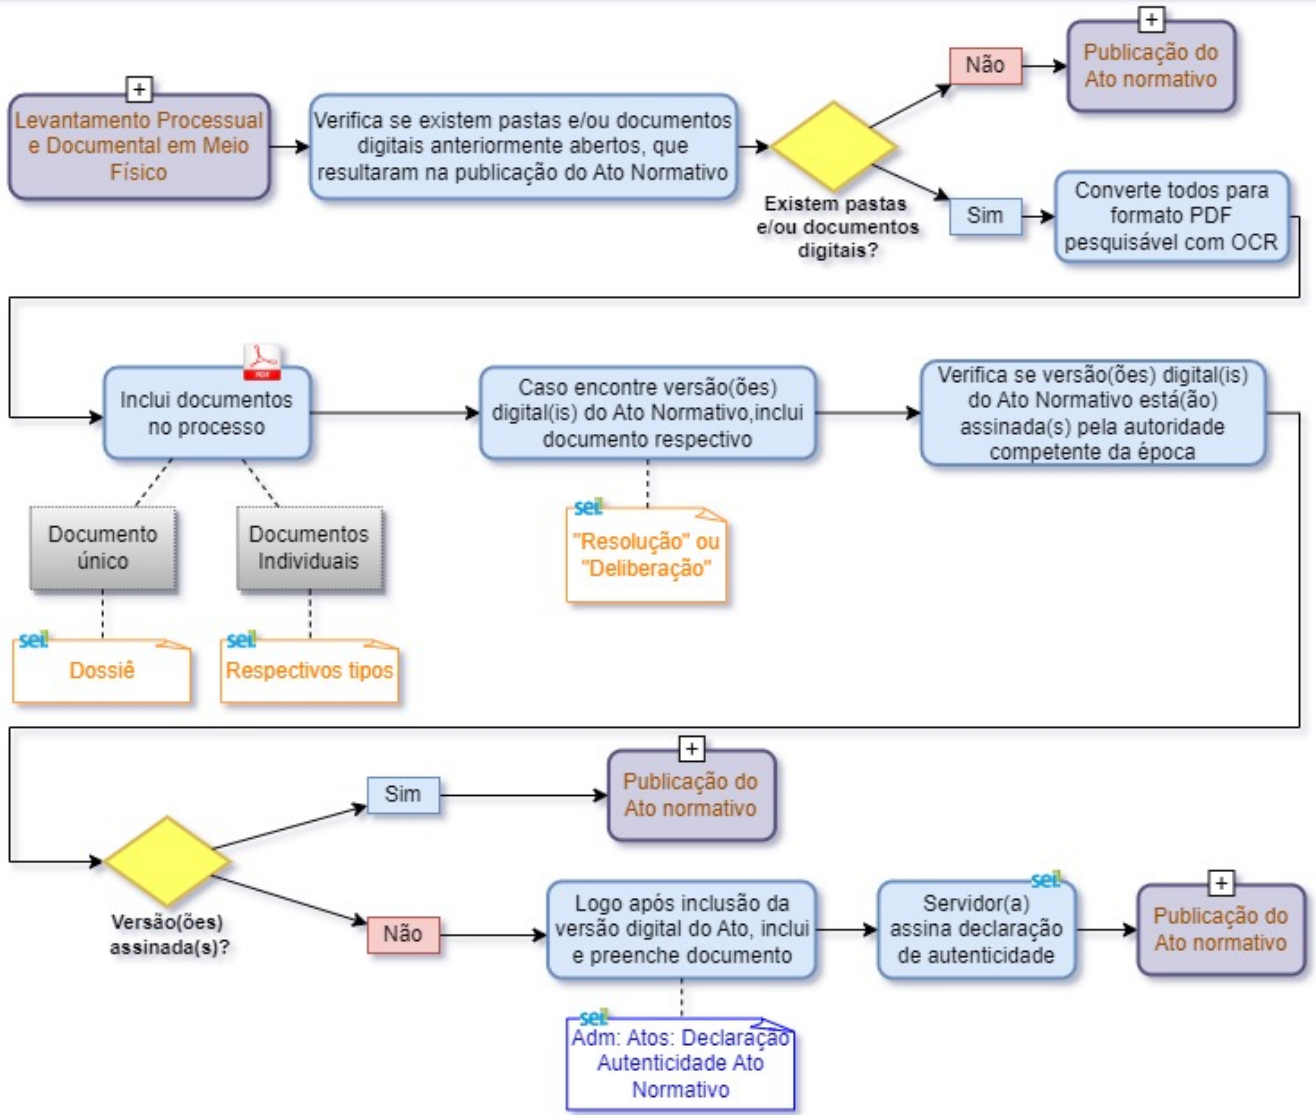 +
Levantamento Processual
e Documental em Meio
Físico
Verifica se existem pastas e/ou documentos
digitais anteriormente abertos, que
resultaram na publicação do Ato Normativo
Existem pastas
e/ou documentos
digitais?
Não
+
Publicação do
Ato normativo
Sim
Converte todos para
formato PDF
pesquisável com OCR
PDF
Inclui documentos
no processo
Caso encontre versão(ões)
digital(is) do Ato Normativo,inclui
documento respectivo
Verifica se versão(ões) digital(is)
do Ato Normativo está(ão)
assinada(s) pela autoridade
competente da época
Documento
único
Documentos
Individuais
sei!
"Resolução" ou
"Deliberação"
sei!
Dossiê
sei!
Respectivos tipos
Versão(ões)
assinada(s)?
Sim
+
Publicação do
Ato normativo
Não
Logo após inclusão da
versão digital do Ato, inclui
e preenche documento
sei!
Servidor(a)
assina declaração
de autenticidade
+
Publicação do
Ato normativo
sei!
Adm: Atos: Declaração
Autenticidade Ato
Normativo